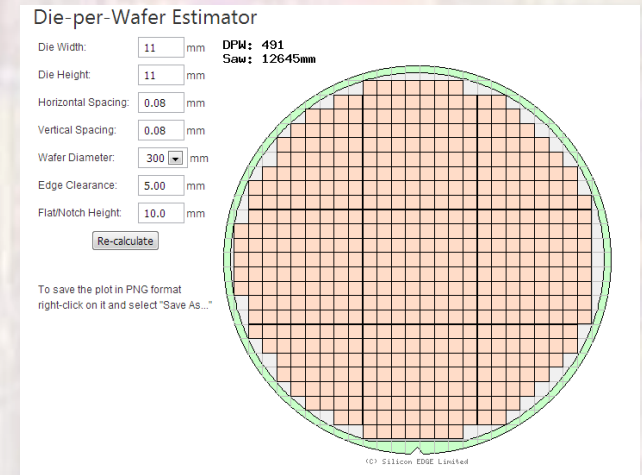 Die-per-Wafer Estimator
Die Width: 11 mm
Die Height: 11 mm
Horizontal Spacing: 0.08 mm
Vertical Spacing: 0.08 mm
Wafer Diameter: 300 mm
Edge Clearance: 5.00 mm
Flat/Notch Height: 10.0 mm
Re-calculate
To save the plot in PNG format
right-click on it and select "Save As..."
DPW: 491
Saw: 12645mm
(C) Silicon EDGE Limited